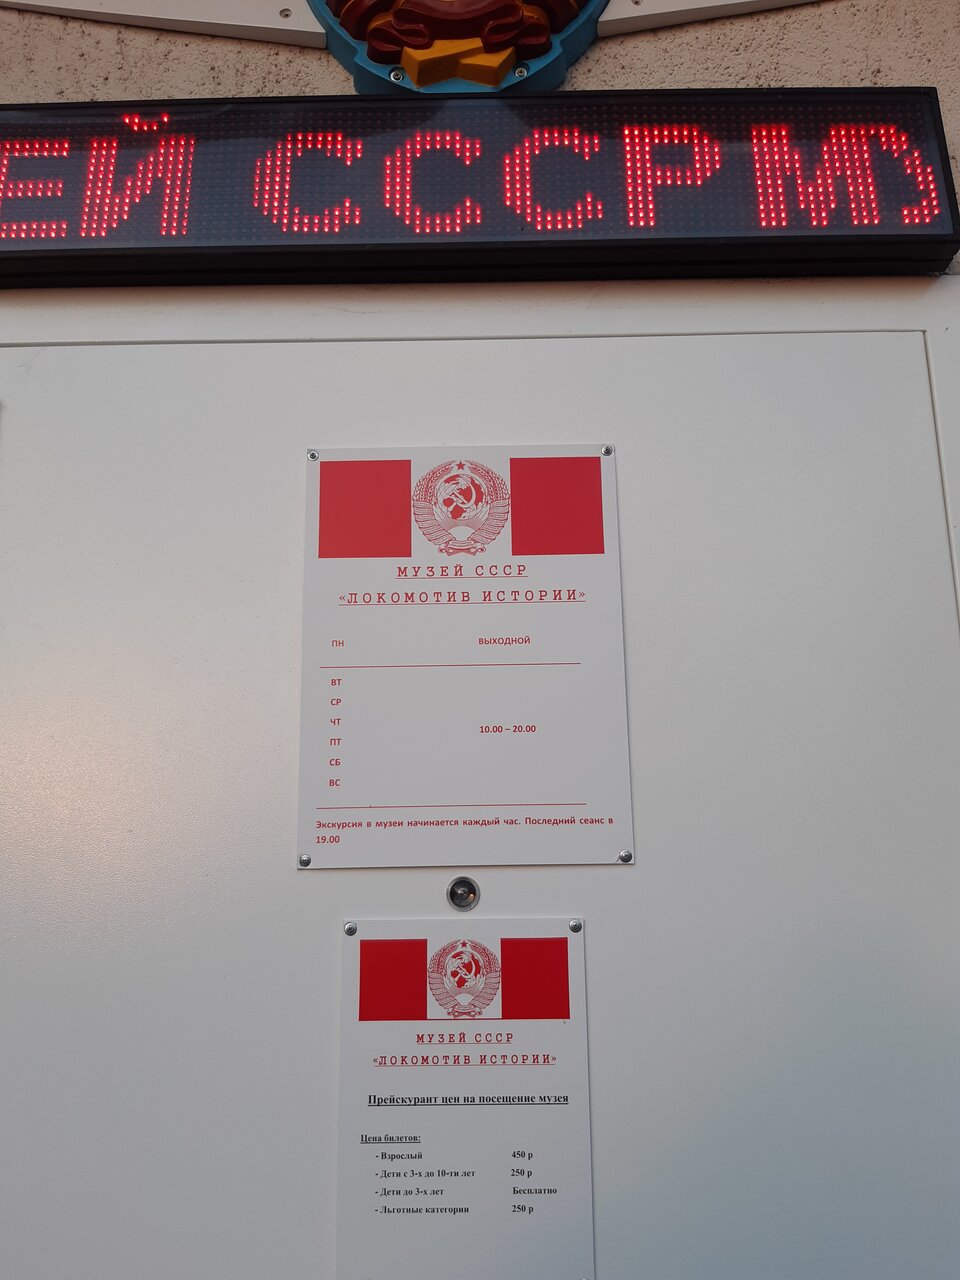 ЕЙ СССР М
МУЗЕЙ СССР
«ЛОКОМОТИВ ИСТОРИИ»
ПН ВЫХОДНОЙ
ВТ
СР
ЧТ
10.00 – 20.00
ПТ
СБ
ВС
Экскурсия в музеи начинается каждый час. Последний сеанс в
19.00
МУЗЕЙ СССР
«ЛОКОМОТИВ ИСТОРИИ»
Прейскурант цен на посещение музея
Цена билетов:
- Взрослый 450 р
- Дети с 3-х до 10-ти лет 250 р
- Дети до 3-х лет Бесплатно
- Льготные категории 250 р